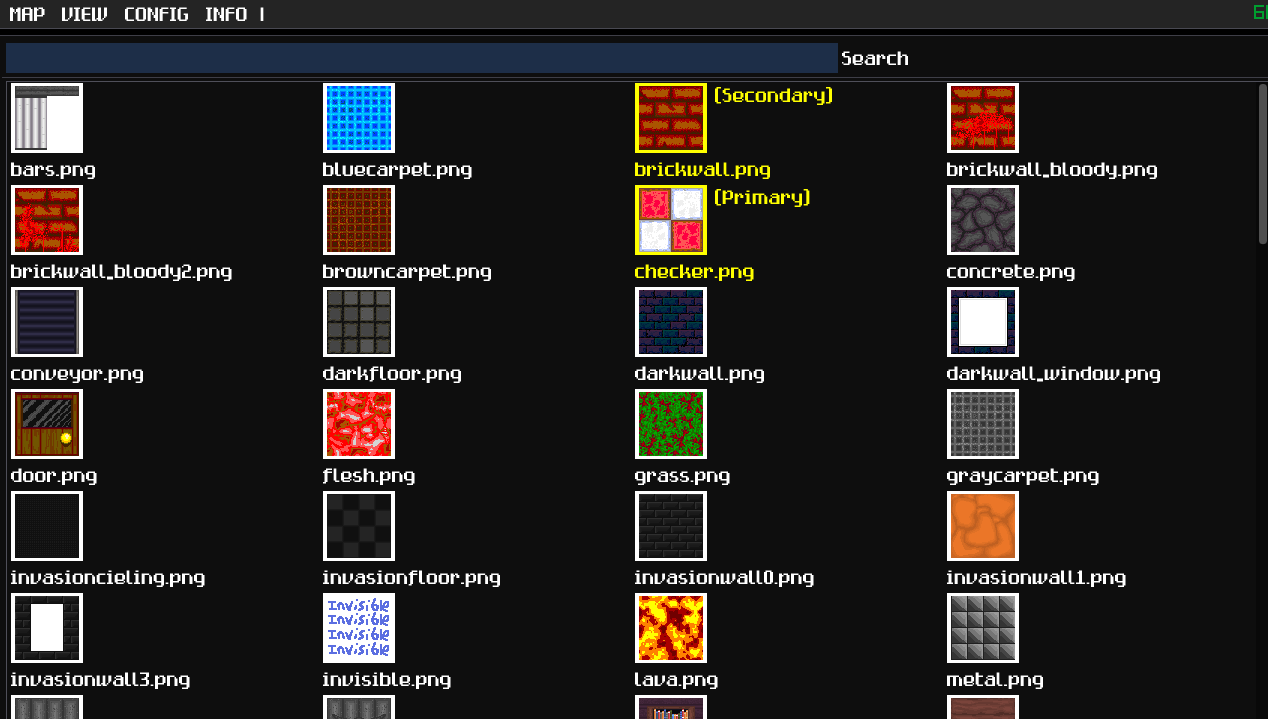 MAP VIEW CONFIG INFO |
Search
(Secondary)
bars.png bluecarpet.png brickwall.png brickwall_bloody.png
(Primary)
brickwall_bloody2.png browncarpet.png checker.png concrete.png
conveyor.png darkfloor.png darkwall.png darkwall_window.png
door.png flesh.png grass.png graycarpet.png
invasioncieling.png invasionfloor.png invasionwall0.png invasionwall1.png
Invisible
Invisible
Invisible
Invisible
invasionwall3.png invisible.png lava.png metal.png